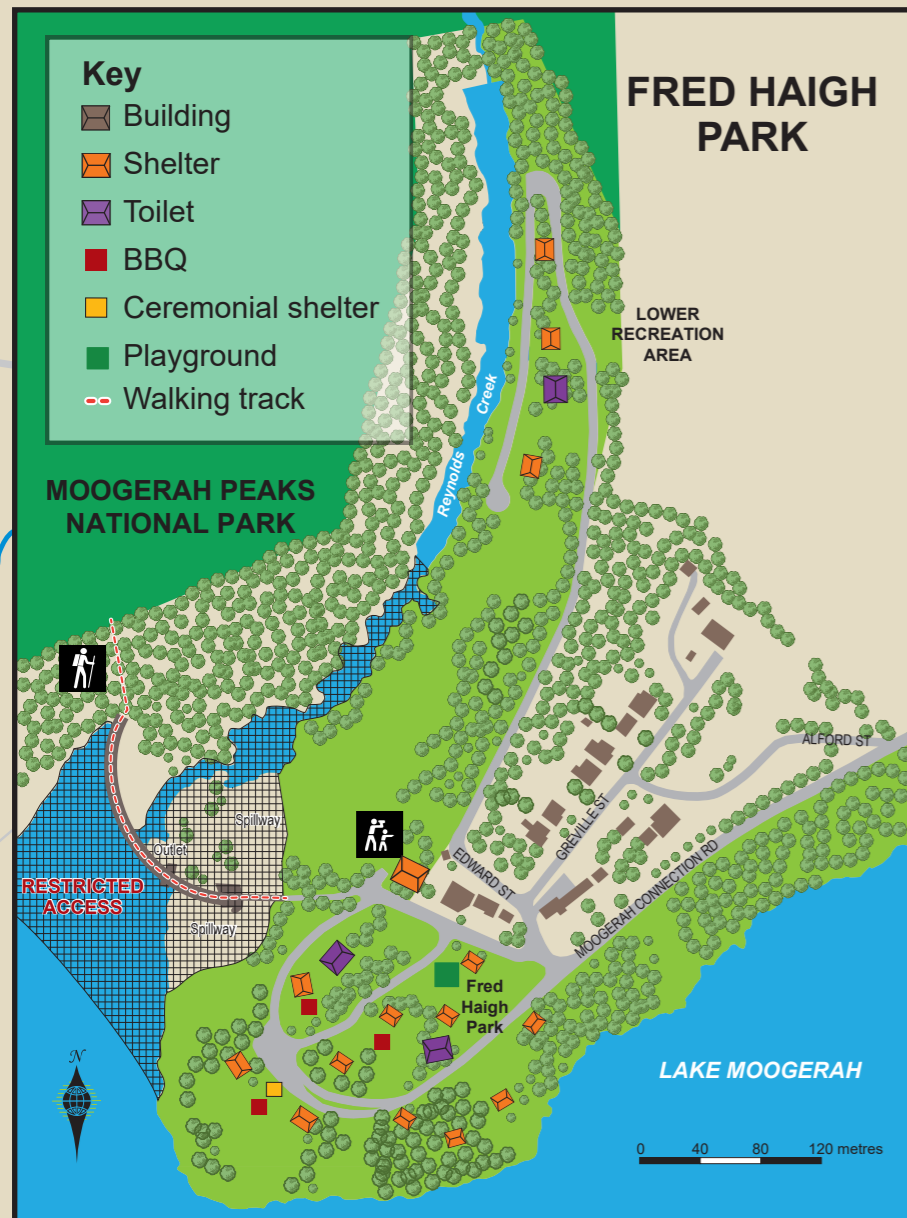 Key
Building
Shelter
Toilet
BBQ
Ceremonial shelter
Playground
Walking track
FRED HAIGH
PARK
LOWER
RECREATION
AREA
Reynolds Creek
MOOGERAH PEAKS
NATIONAL PARK
ALFORD ST
Spillway
Outlet
GREVILLE ST
EDWARD ST
MOOGERAH CONNECTION RD
RESTRICTED
ACCESS
Spillway
Fred
Haigh
Park
N
LAKE MOOGERAH
0 40 80 120 metres